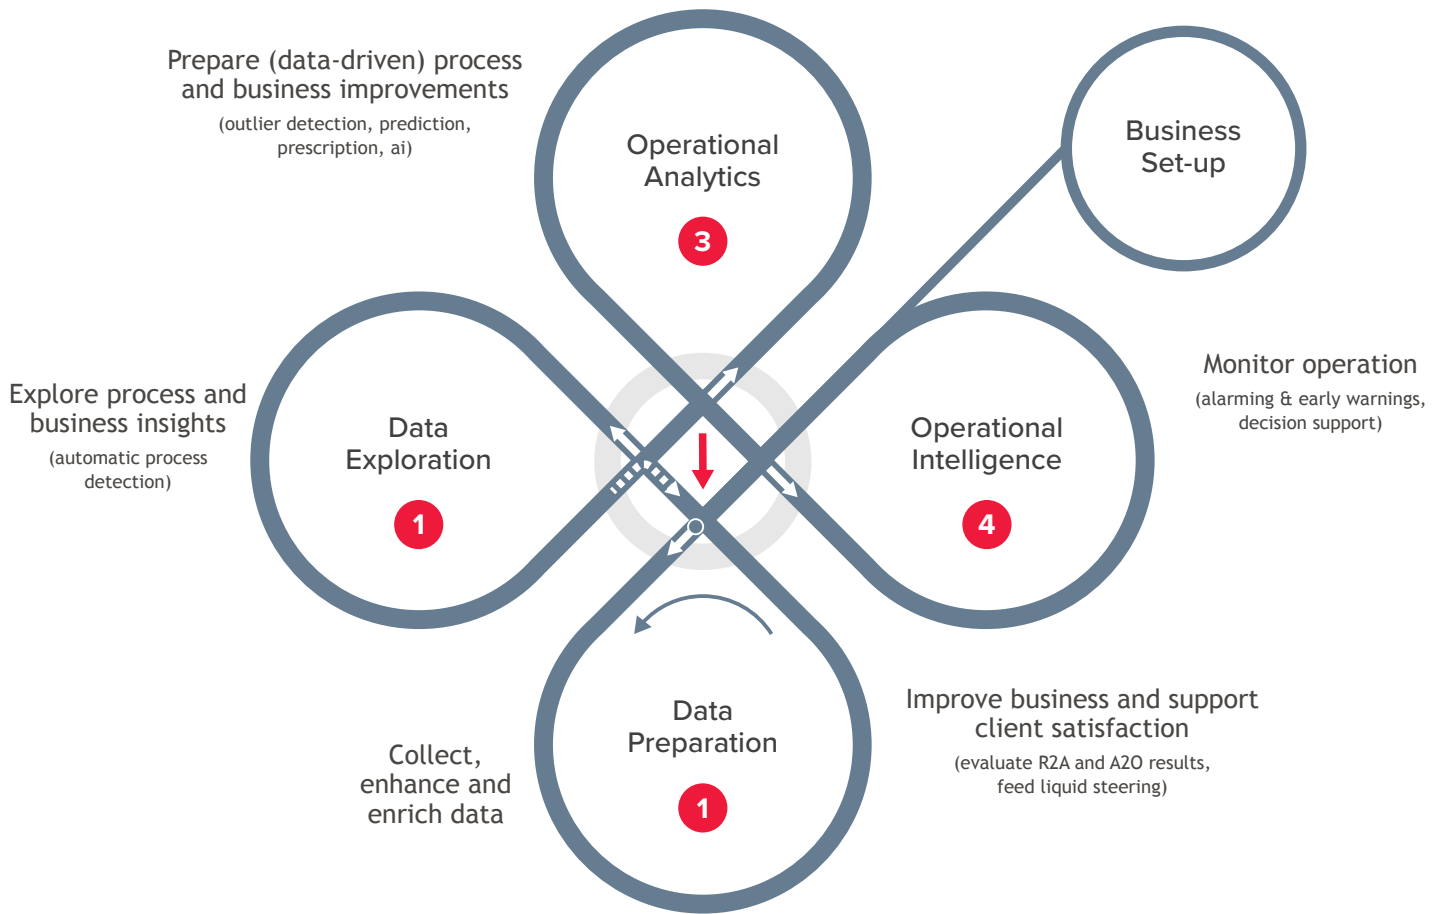 Prepare (data-driven) process
and business improvements
(outlier detection, prediction,
prescription, ai)
Operational
Analytics
3
Business
Set-up
Explore process and
business insights
(automatic process
detection)
Data
Exploration
1
Operational
Intelligence
4
Monitor operation
(alarming & early warnings,
decision support)
Data
Preparation
1
Collect,
enhance and
enrich data
Improve business and support
client satisfaction
(evaluate R2A and A2O results,
feed liquid steering)